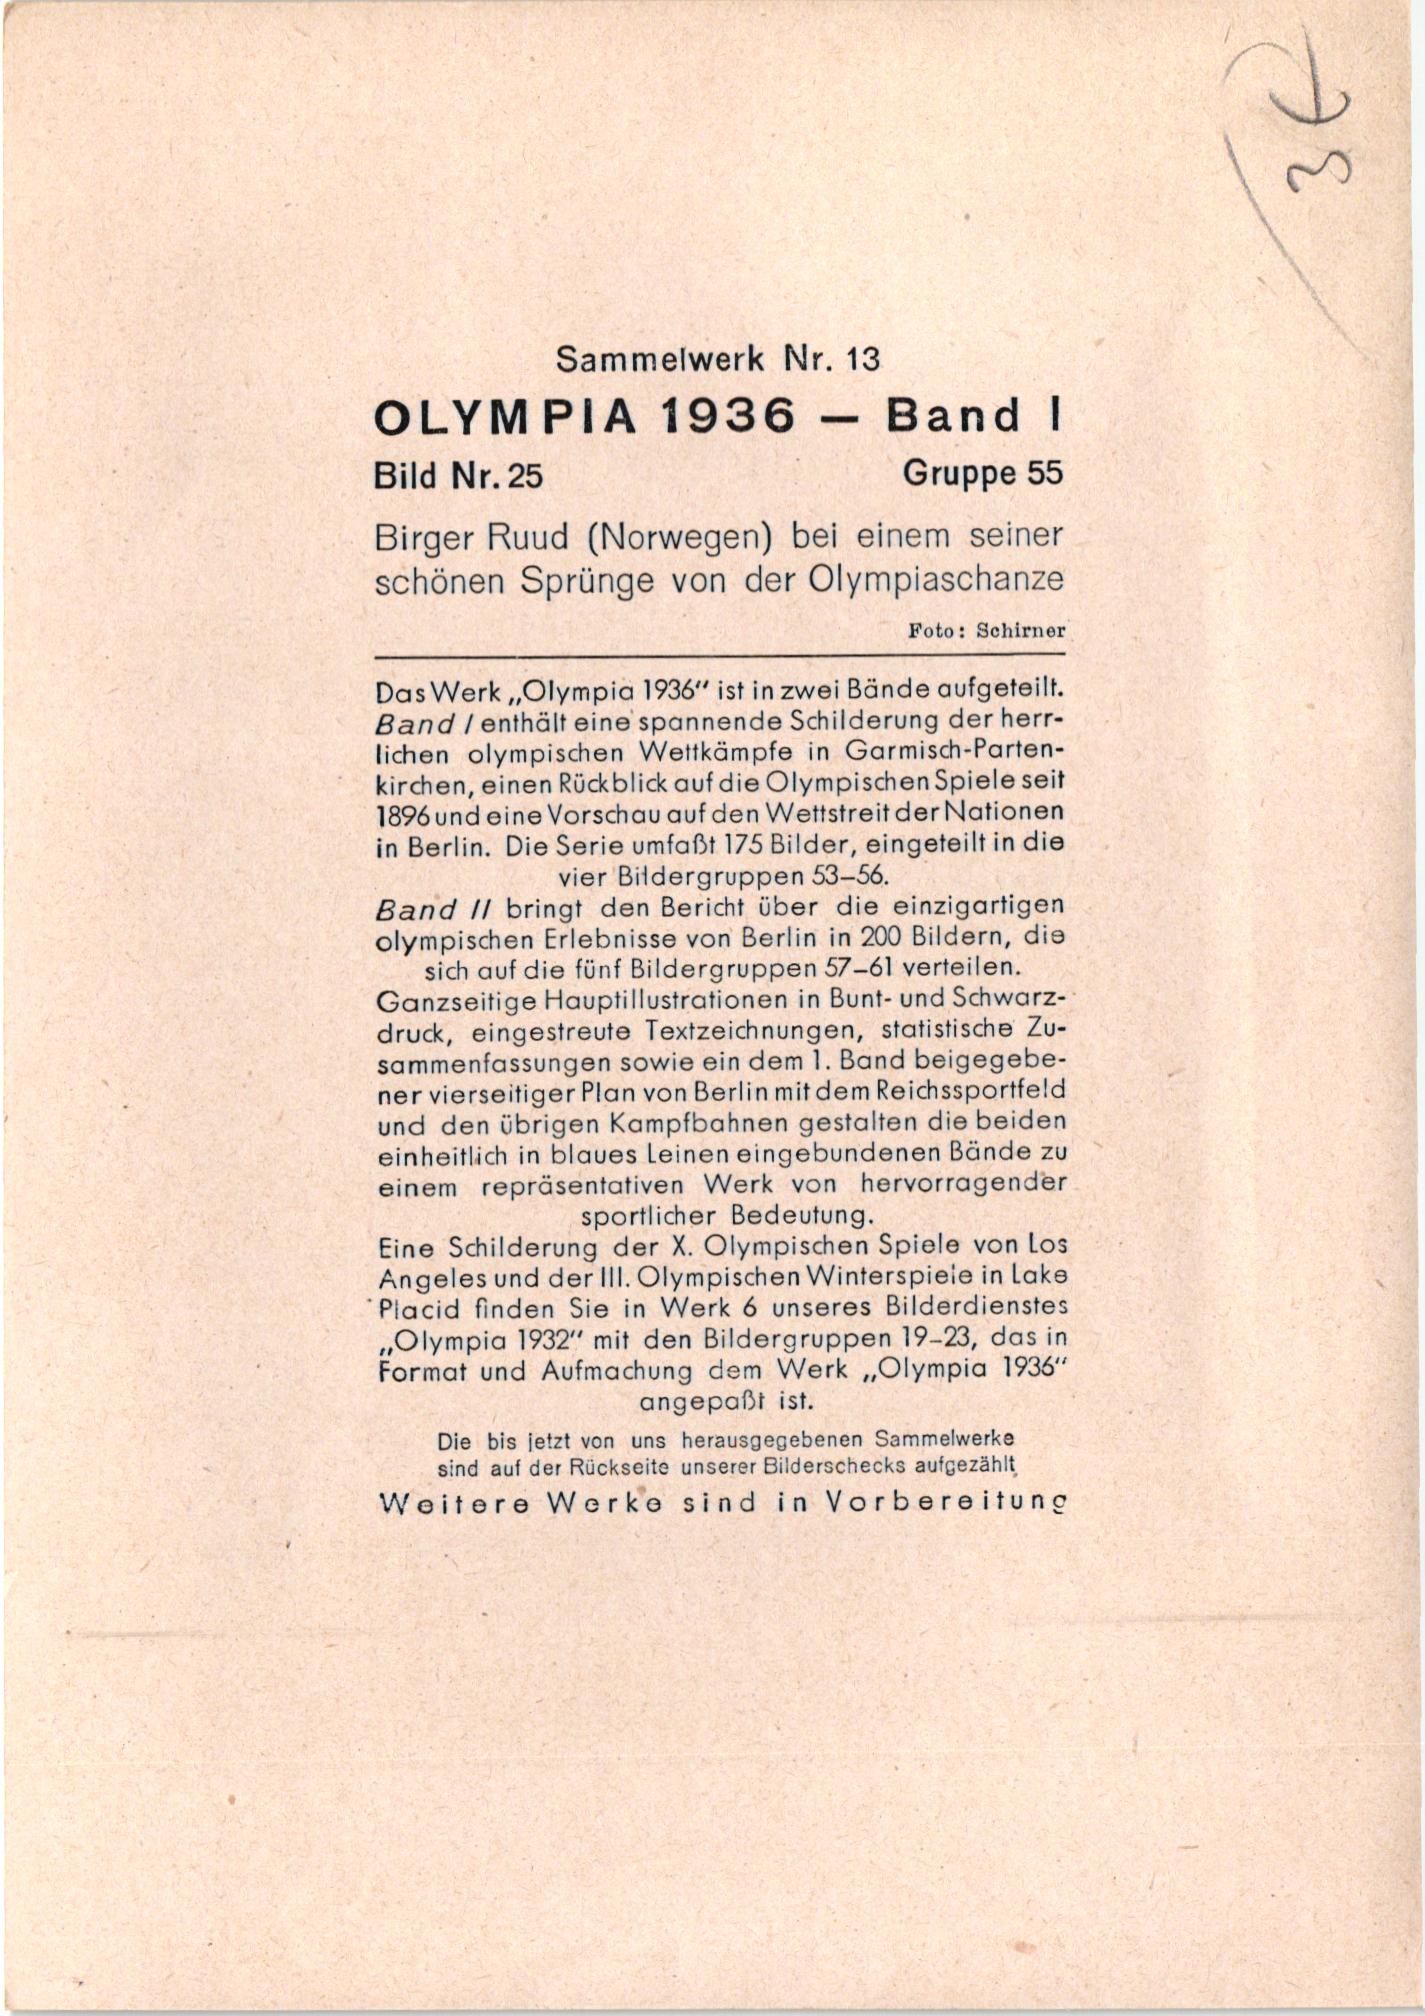 Sammelwerk Nr. 13
OLYMPIA 1936 — Band I
Bild Nr. 25 Gruppe 55
Birger Ruud (Norwegen) bei einem seiner
schönen Sprünge von der Olympiaschanze
Foto: Schirner
Das Werk „Olympia 1936“ ist in zwei Bände aufgeteilt.
Band I enthält eine spannende Schilderung der herr-
lichen olympischen Wettkämpfe in Garmisch-Parten-
kirchen, einen Rückblick auf die Olympischen Spiele seit
1896 und eine Vorschau auf den Wettstreit der Nationen
in Berlin. Die Serie umfaßt 175 Bilder, eingeteilt in die
vier Bildergruppen 53–56.
Band II bringt den Bericht über die einzigartigen
olympischen Erlebnisse von Berlin in 200 Bildern, die
sich auf die fünf Bildergruppen 57–61 verteilen.
Ganzseitige Hauptillustrationen in Bunt- und Schwarz-
druck, eingestreute Textzeichnungen, statistische Zu-
sammenfassungen sowie ein dem 1. Band beigegebe-
ner vierseitiger Plan von Berlin mit dem Reichssportfeld
und den übrigen Kampfbahnen gestalten die beiden
einheitlich in blaues Leinen eingebundenen Bände zu
einem repräsentativen Werk von hervorragender
sportlicher Bedeutung.
Eine Schilderung der X. Olympischen Spiele von Los
Angeles und der III. Olympischen Winterspiele in Lake
Placid finden Sie in Werk 6 unseres Bilderdienstes
„Olympia 1932“ mit den Bildergruppen 19–23, das in
Format und Aufmachung dem Werk „Olympia 1936“
angepaßt ist.
Die bis jetzt von uns herausgegebenen Sammelwerke
sind auf der Rückseite unserer Bilderschecks aufgezählt.
Weitere Werke sind in Vorbereitung